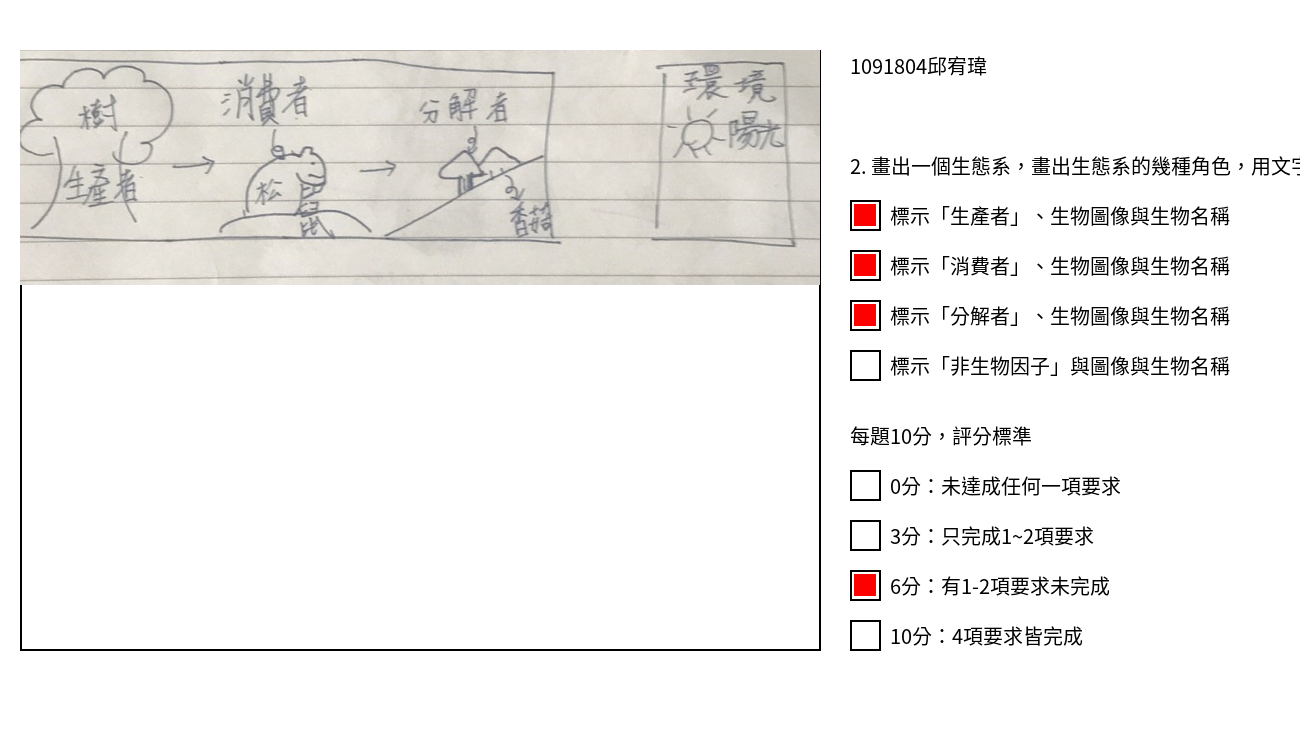 樹
生產者
消費者
松鼠
分解者
香菇
環境
陽光
1091804邱宥瑋
2. 畫出一個生態系，畫出生態系的幾種角色，用文字
標示「生產者」、生物圖像與生物名稱
標示「消費者」、生物圖像與生物名稱
標示「分解者」、生物圖像與生物名稱
標示「非生物因子」與圖像與生物名稱
每題10分，評分標準
0分：未達成任何一項要求
3分：只完成1~2項要求
6分：有1-2項要求未完成
10分：4項要求皆完成